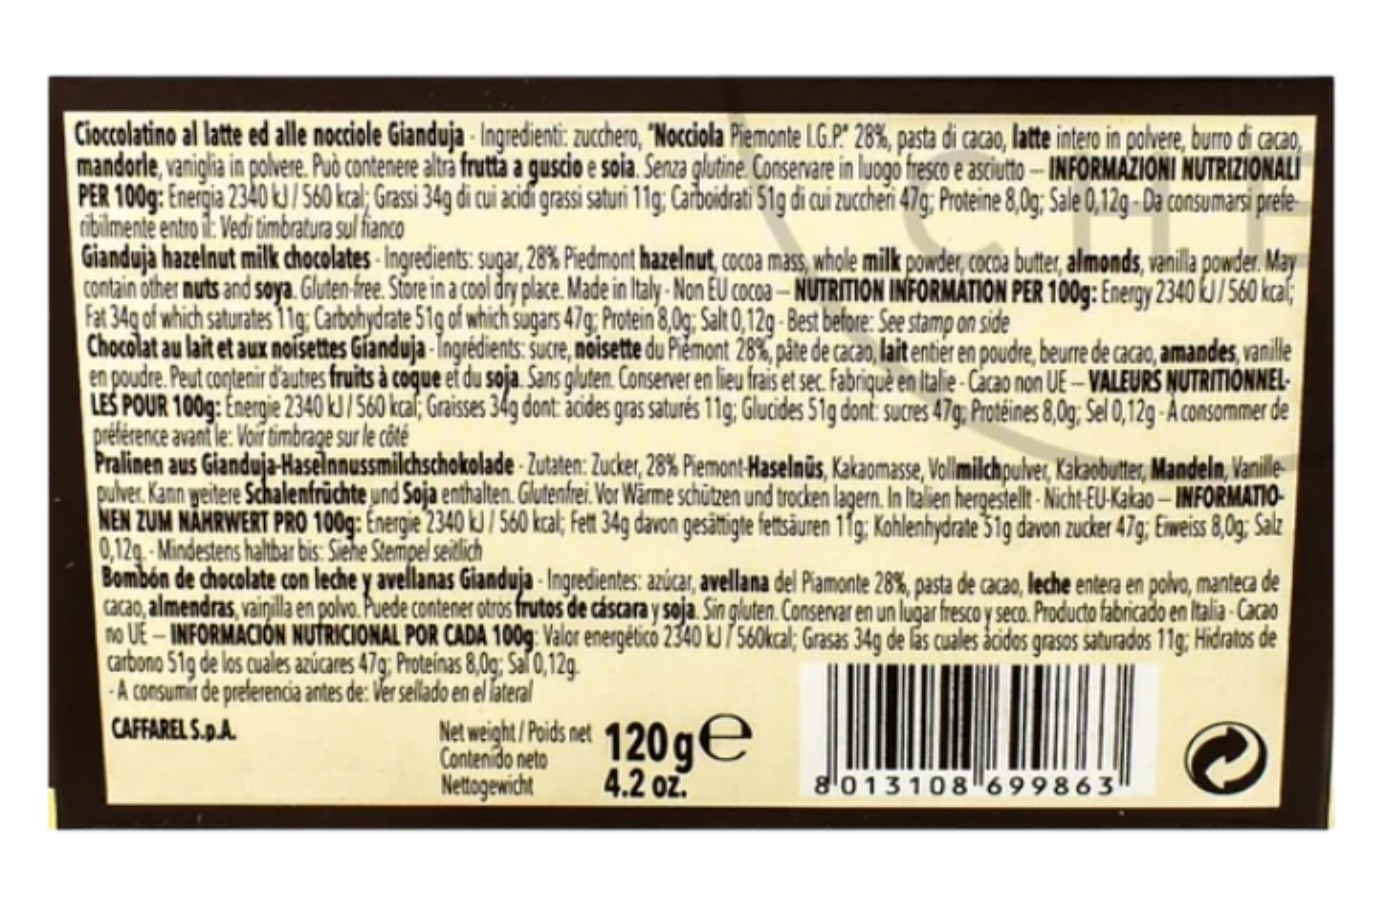 Cioccolatino al latte ed alle nocciole Gianduja - Ingredienti: zucchero, "Nocciola Piemonte I.G.P." 28%, pasta di cacao, latte intero in polvere, burro di cacao,
mandorle, vaniglia in polvere. Può contenere altra frutta a guscio e soia. Senza glutine. Conservare in luogo fresco e asciutto – INFORMAZIONI NUTRIZIONALI
PER 100g: Energia 2340 kJ / 560 kcal; Grassi 34g di cui acidi grassi saturi 11g; Carboidrati 51g di cui zuccheri 47g; Proteine 8,0g; Sale 0,12g - Da consumarsi prefe-
ribilmente entro il: Vedi timbratura sul fianco
Gianduja hazelnut milk chocolates - Ingredients: sugar, 28% Piedmont hazelnut, cocoa mass, whole milk powder, cocoa butter, almonds, vanilla powder. May
contain other nuts and soya. Gluten-free. Store in a cool dry place. Made in Italy - Non EU cocoa – NUTRITION INFORMATION PER 100g: Energy 2340 kJ / 560 kcal;
Fat 34g of which saturates 11g; Carbohydrate 51g of which sugars 47g; Protein 8,0g; Salt 0,12g - Best before: See stamp on side
Chocolat au lait et aux noisettes Gianduja - Ingrédients: sucre, noisette du Piémont 28%, pâte de cacao, lait entier en poudre, beurre de cacao, amandes, vanille
en poudre. Peut contenir d'autres fruits à coque et du soja. Sans gluten. Conserver en lieu frais et sec. Fabriqué en Italie - Cacao non UE – VALEURS NUTRITIONNEL-
LES POUR 100g: Énergie 2340 kJ / 560 kcal; Graisses 34g dont: acides gras saturés 11g; Glucides 51g dont: sucres 47g; Protéines 8,0g; Sel 0,12g - À consommer de
préférence avant le: Voir timbrage sur le côté
Pralinen aus Gianduja-Haselnnussmilchschokolade - Zutaten: Zucker, 28% Piemont-Haselnüs, Kakaomasse, Vollmilchpulver, Kakaobutter, Mandeln, Vanille-
pulver. Kann weitere Schalenfrüchte und Soja enthalten. Glutenfrei. Vor Wärme schützen und trocken lagern. In Italien hergestellt - Nicht-EU-Kakao – INFORMATIO-
NEN ZUM NÄHRWERT PRO 100g: Energie 2340 kJ / 560 kcal; Fett 34g davon gesättigte fettsäuren 11g; Kohlenhydrate 51g davon zucker 47g; Eiweiss 8,0g; Salz
0,12g. - Mindestens haltbar bis: Siehe Stempel seitlich
Bombón de chocolate con leche y avellanas Gianduja - Ingredientes: azúcar, avellana del Piamonte 28%, pasta de cacao, leche entera en polvo, manteca de
cacao, almendras, vainilla en polvo. Puede contener otros frutos de cáscara y soja. Sin gluten. Conservar en un lugar fresco y seco. Producto fabricado en Italia - Cacao
no UE – INFORMACIÓN NUTRICIONAL POR CADA 100g: Valor energético 2340 kJ / 560kcal; Grasas 34g de las cuales ácidos grasos saturados 11g; Hidratos de
carbono 51g de los cuales azúcares 47g; Proteínas 8,0g; Sal 0,12g.
- A consumir de preferencia antes de: Ver sellado en el lateral
CAFFAREL S.p.A.
Net weight / Poids net
Contenido neto
Nettogewicht
120 g ℮
4.2 oz.
8 013108 699863